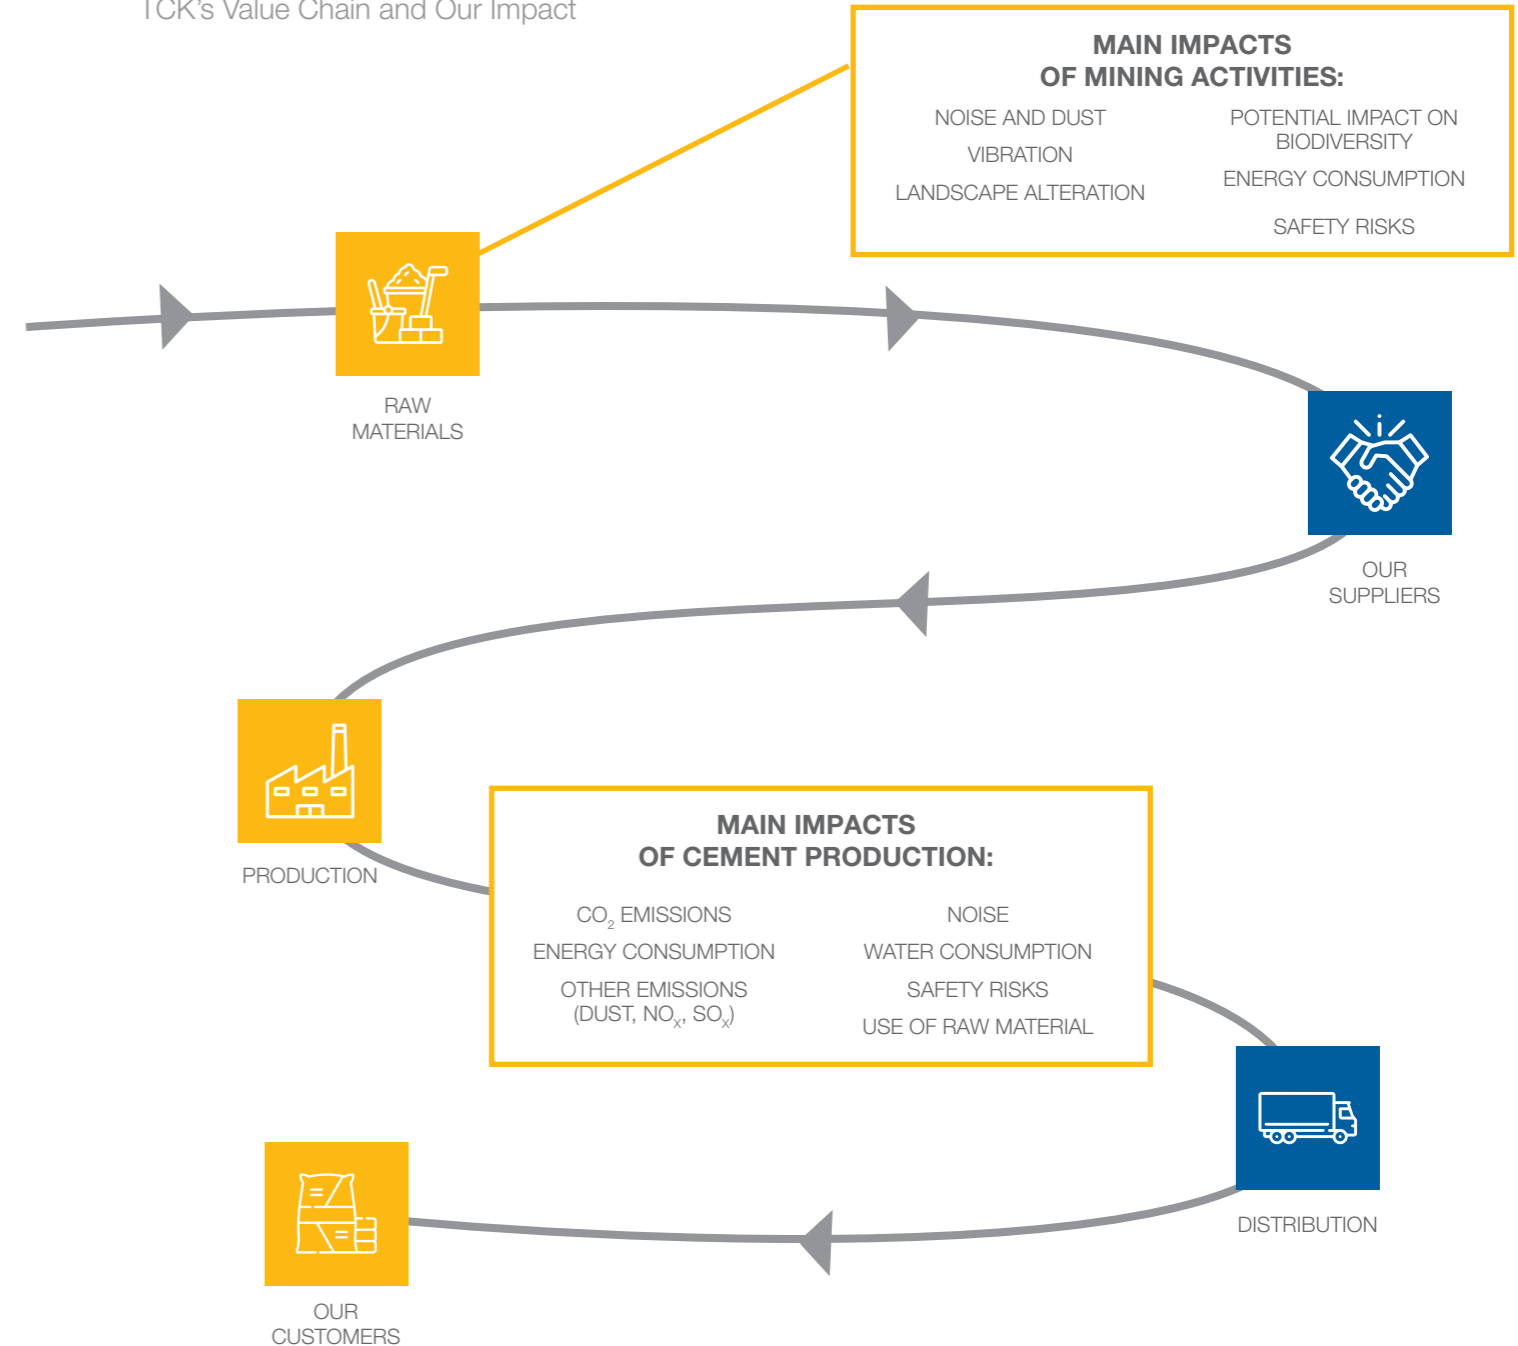 TCK's Value Chain and Our Impact
MAIN IMPACTS
OF MINING ACTIVITIES:
NOISE AND DUST
VIBRATION
LANDSCAPE ALTERATION
POTENTIAL IMPACT ON
BIODIVERSITY
ENERGY CONSUMPTION
SAFETY RISKS
RAW
MATERIALS
OUR
SUPPLIERS
PRODUCTION
MAIN IMPACTS
OF CEMENT PRODUCTION:
CO₂ EMISSIONS
ENERGY CONSUMPTION
OTHER EMISSIONS
(DUST, NOₓ, SOₓ)
NOISE
WATER CONSUMPTION
SAFETY RISKS
USE OF RAW MATERIAL
DISTRIBUTION
OUR
CUSTOMERS